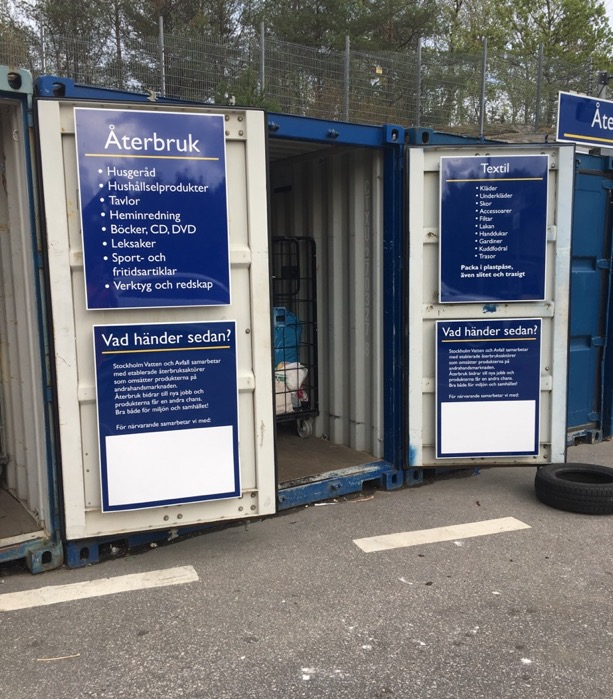 Återbruk
• Husgeråd
• Hushållselprodukter
• Tavlor
• Heminredning
• Böcker, CD, DVD
• Leksaker
• Sport- och
fritidsartiklar
• Verktyg och redskap
Vad händer sedan?
Stockholm Vatten och Avfall samarbetar
med etablerade återbruksaktörer
som omsätter produkterna på
andrahandsmarknaden.
Återbruk bidrar till nya jobb och
produkterna får en andra chans.
Bra både för miljön och samhället!
För närvarande samarbetar vi med:
Textil
• Kläder
• Underkläder
• Skor
• Accessoarer
• Filtar
• Lakan
• Handdukar
• Gardiner
• Kuddfodral
• Trasor
Packa i plastpåse,
även slitet och trasigt
Vad händer sedan?
Stockholm Vatten och Avfall samarbetar
med etablerade återbruksaktörer
som omsätter produkterna på
andrahandsmarknaden.
Återbruk bidrar till nya jobb och
produkterna får en andra chans.
Bra både för miljön och samhället!
För närvarande samarbetar vi med:
Åte